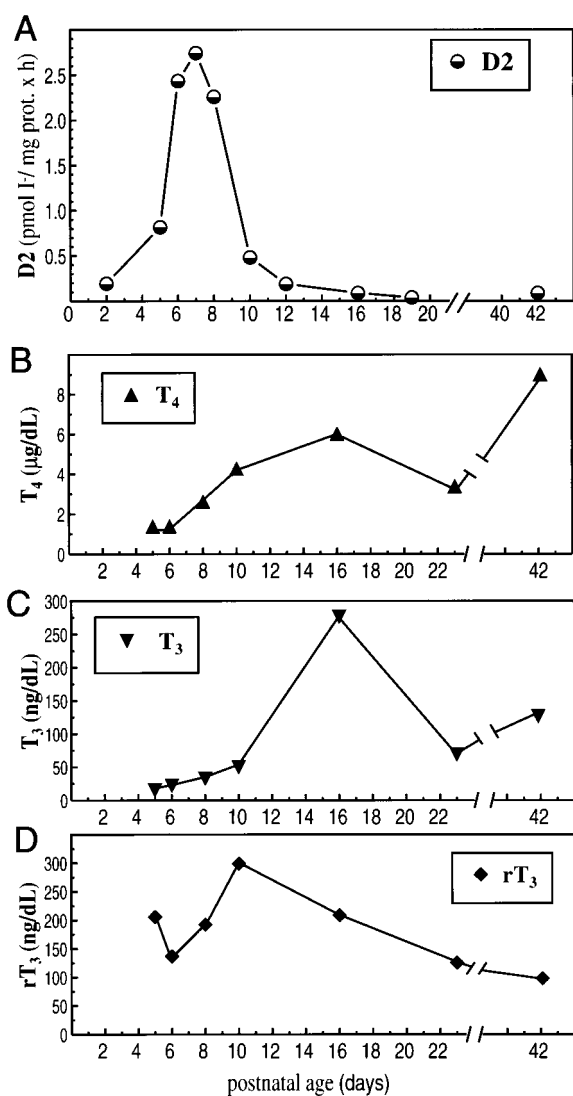 A
D2
D2 (pmol I-/ mg prot. x h)
2.5
2.0
1.5
1.0
0.5
0 2 4 6 8 10 12 14 16 18 20 40 42
B
T4
T4 (µg/dL)
8
6
4
2
0
2 4 6 8 10 12 14 16 18 20 22 42
C
T3
T3 (ng/dL)
300
250
200
150
100
50
0
2 4 6 8 10 12 14 16 18 20 22 42
D
rT3
rT3 (ng/dL)
300
250
200
150
100
50
0
2 4 6 8 10 12 14 16 18 20 22 42
postnatal age (days)